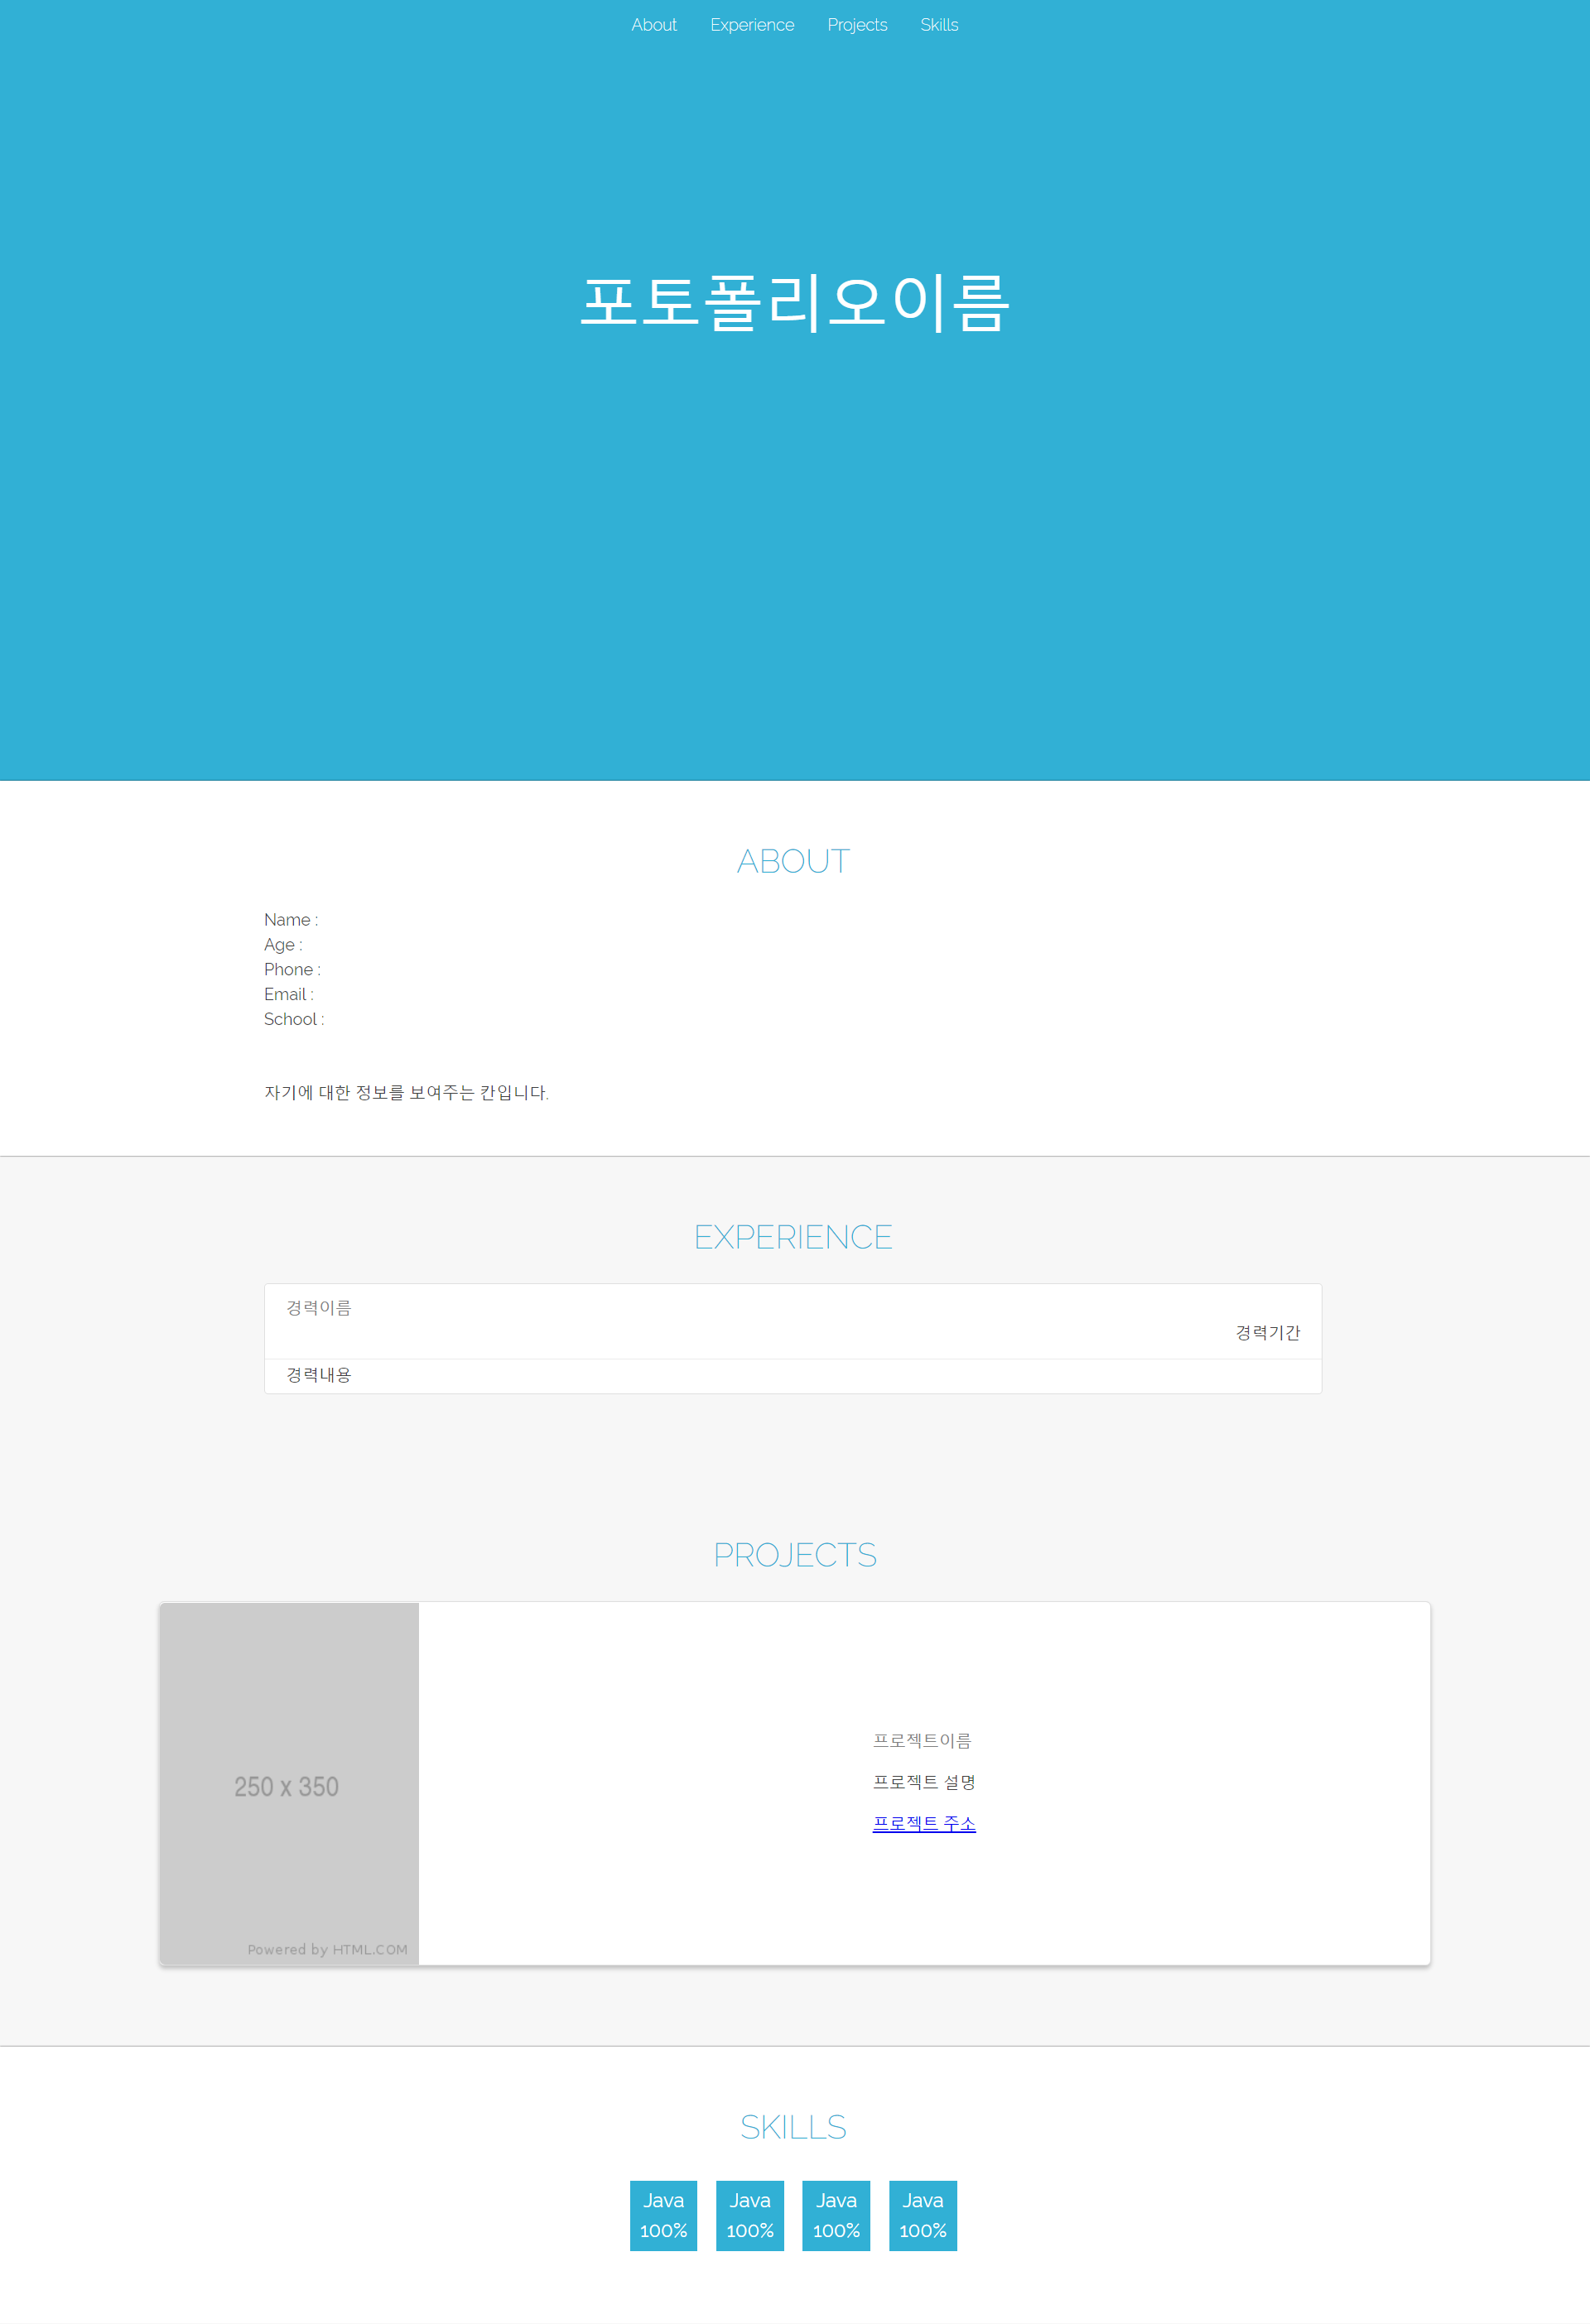 About Experience Projects Skills
포토폴리오이름
ABOUT
Name :
Age :
Phone :
Email :
School :
자기에 대한 정보를 보여주는 칸입니다.
EXPERIENCE
경력이름
경력기간
경력내용
PROJECTS
250 x 350
Powered by HTML.COM
프로젝트이름
프로젝트 설명
프로젝트 주소
SKILLS
Java Java Java Java
100% 100% 100% 100%